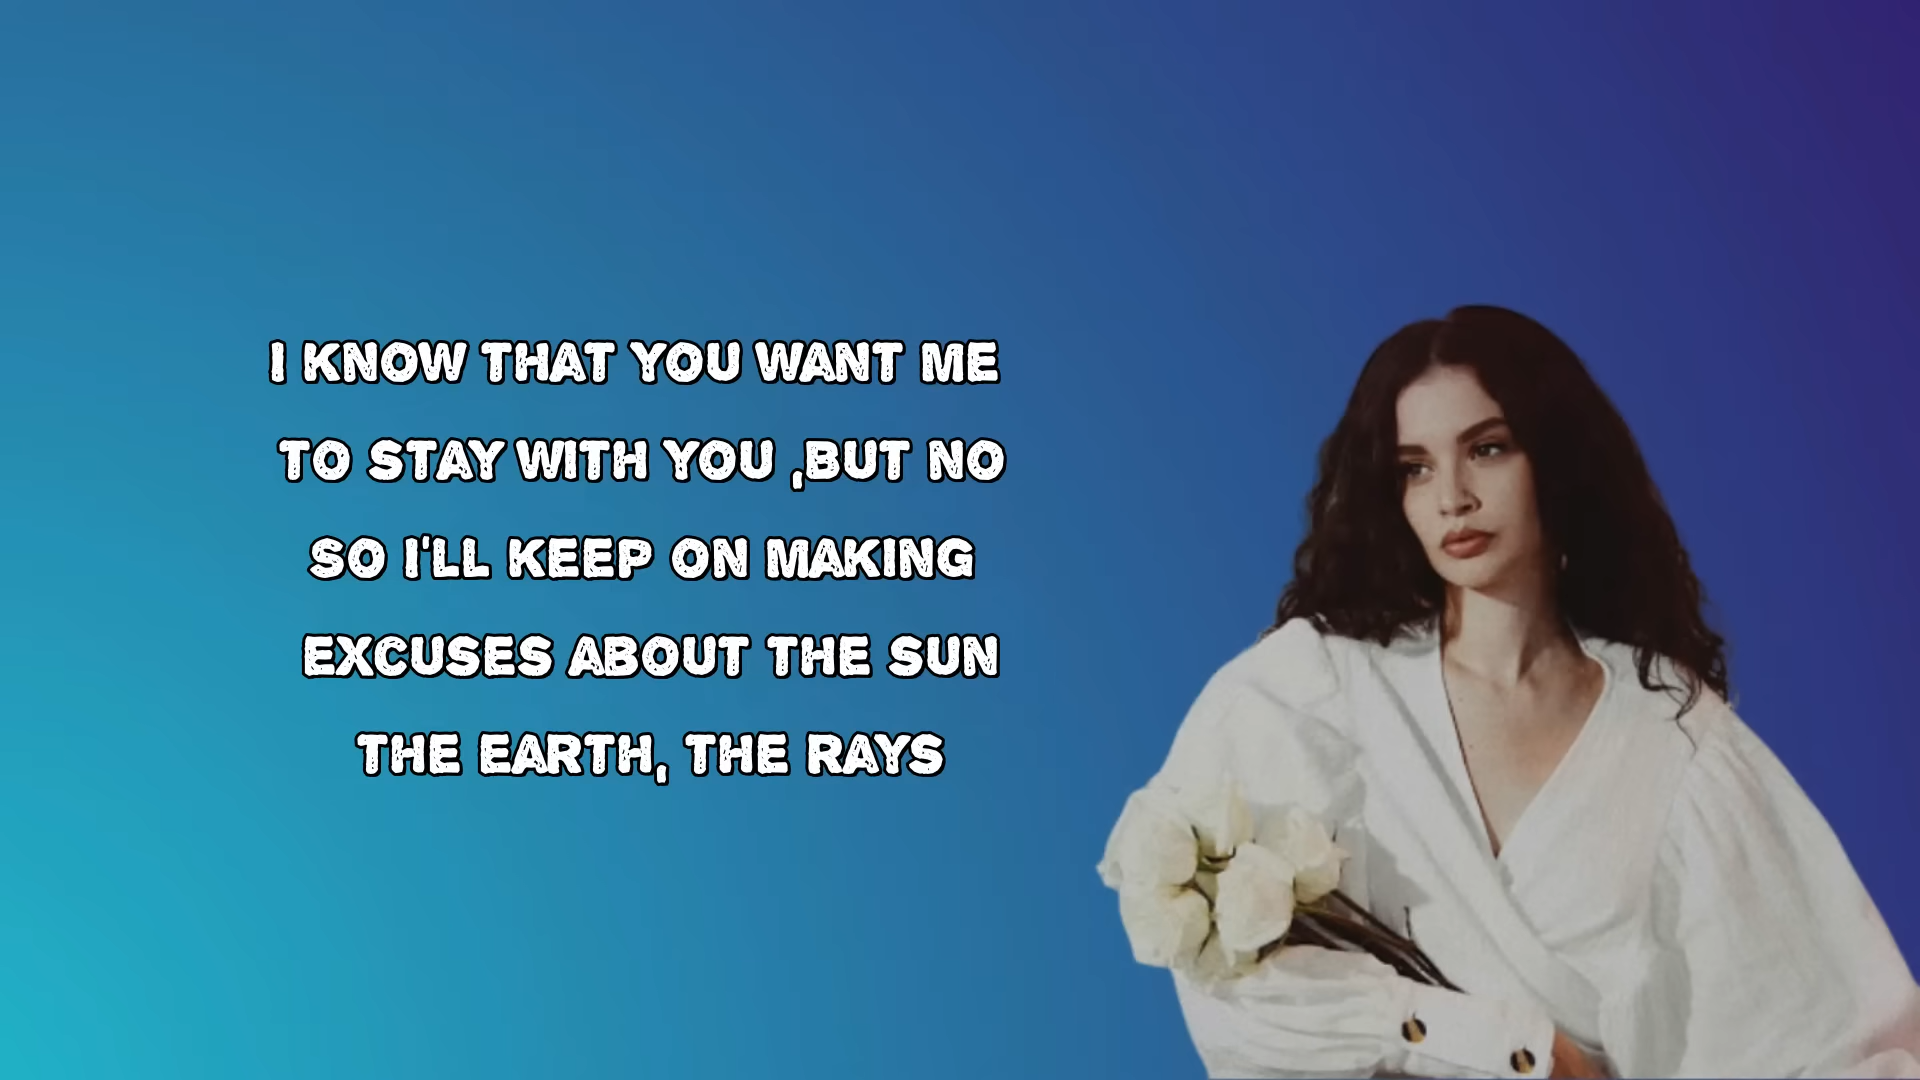 I KNOW THAT YOU WANT ME
TO STAY WITH YOU ,BUT NO
SO I'LL KEEP ON MAKING
EXCUSES ABOUT THE SUN
THE EARTH, THE RAYS